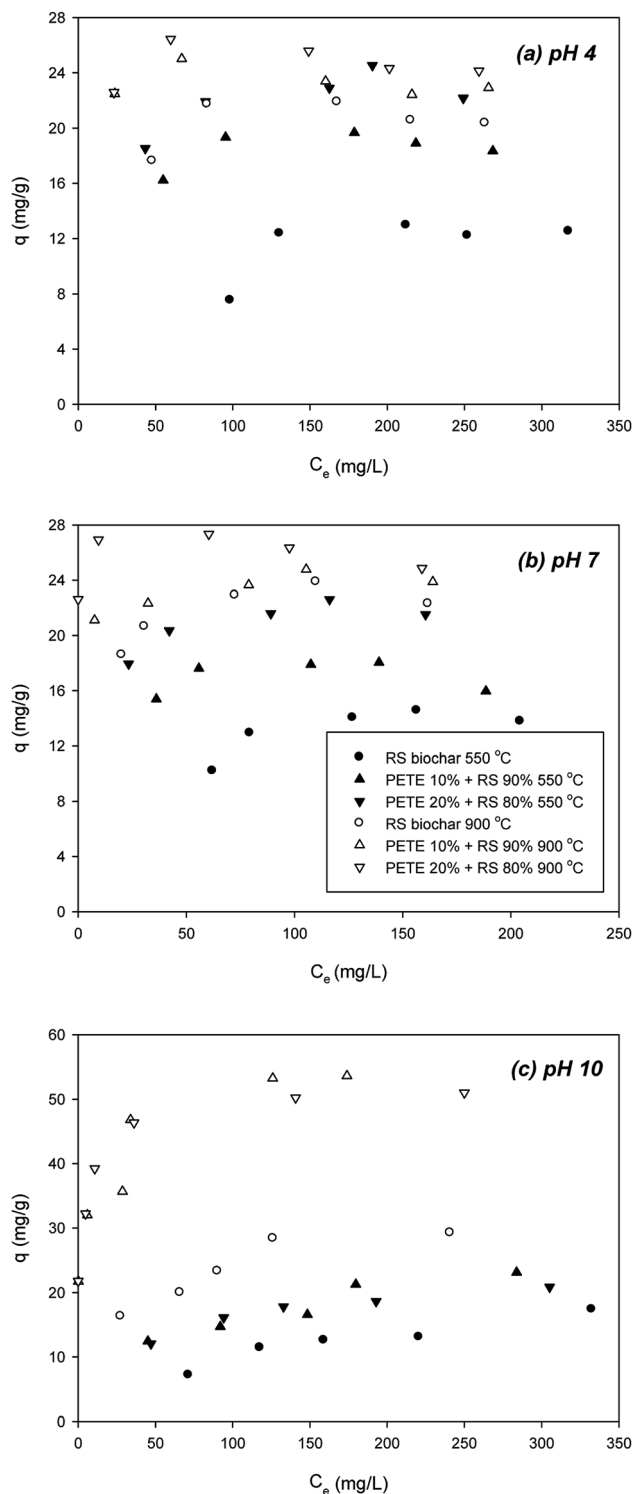 (a) pH 4
28
24
20
16
12
8
4
0
q (mg/g)
0 50 100 150 200 250 300 350
Cₑ (mg/L)
(b) pH 7
28
24
20
16
12
8
4
0
q (mg/g)
RS biochar 550 °C
PETE 10% + RS 90% 550 °C
PETE 20% + RS 80% 550 °C
RS biochar 900 °C
PETE 10% + RS 90% 900 °C
PETE 20% + RS 80% 900 °C
0 50 100 150 200 250
Cₑ (mg/L)
(c) pH 10
60
50
40
30
20
10
0
q (mg/g)
0 50 100 150 200 250 300 350
Cₑ (mg/L)